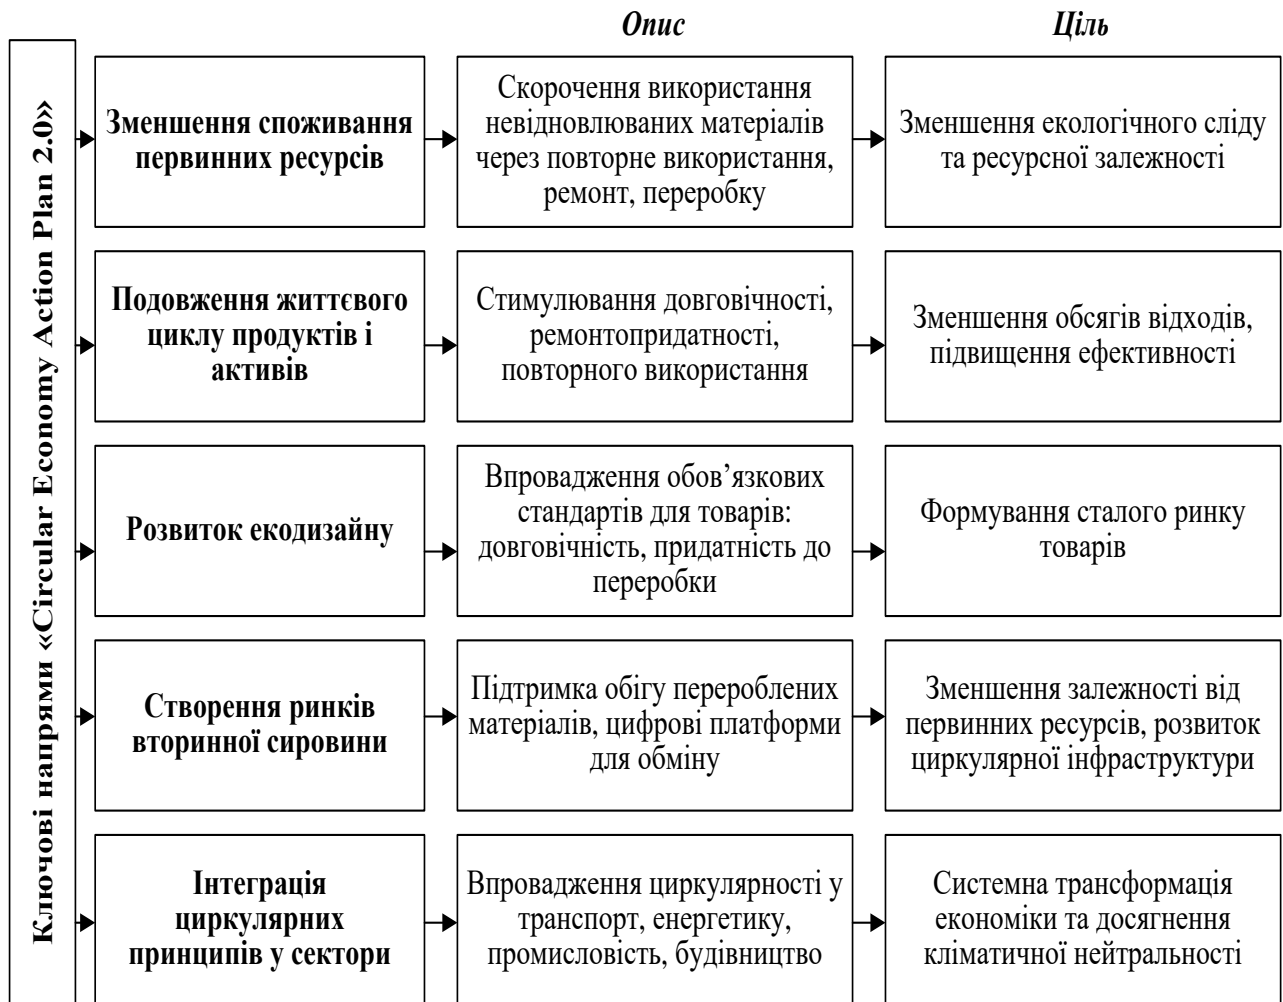 Опис
Ціль
Ключові напрями «Circular Economy Action Plan 2.0»
Зменшення споживання
первинних ресурсів
Скорочення використання
невідновлюваних матеріалів
через повторне використання,
ремонт, переробку
Зменшення екологічного сліду
та ресурсної залежності
Подовження життєвого
циклу продуктів і
активів
Стимулювання довговічності,
ремонтопридатності,
повторного використання
Зменшення обсягів відходів,
підвищення ефективності
Розвиток екодизайну
Впровадження обов’язкових
стандартів для товарів:
довговічність, придатність до
переробки
Формування сталого ринку
товарів
Створення ринків
вторинної сировини
Підтримка обігу перероблених
матеріалів, цифрові платформи
для обміну
Зменшення залежності від
первинних ресурсів, розвиток
циркулярної інфраструктури
Інтеграція
циркулярних
принципів у сектори
Впровадження циркулярності у
транспорт, енергетику,
промисловість, будівництво
Системна трансформація
економіки та досягнення
кліматичної нейтральності